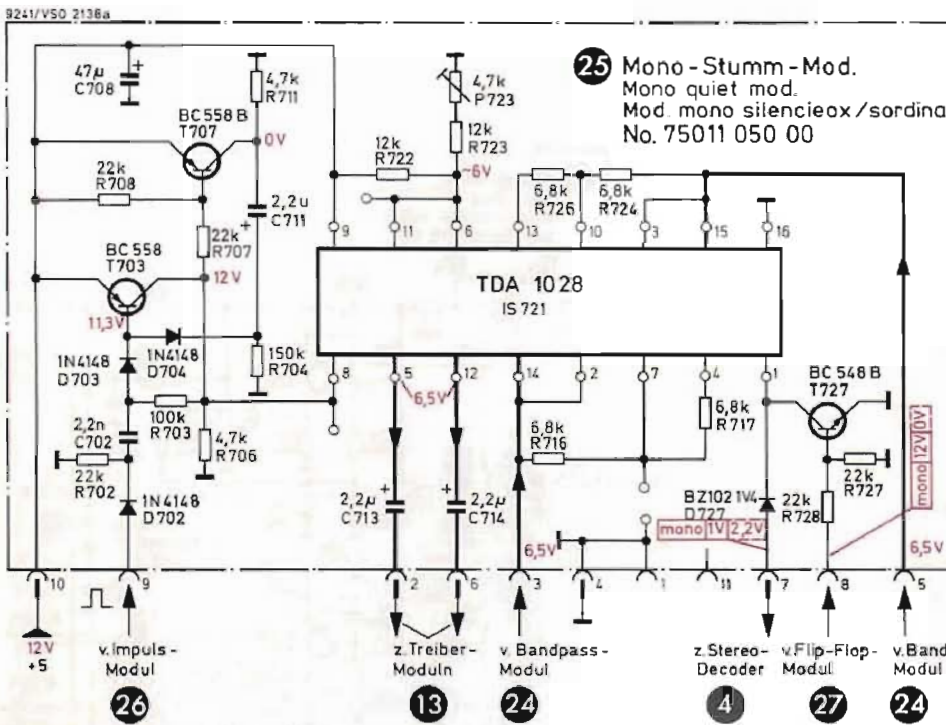 9241/VSO 2138a
25 Mono-Stumm-Mod.
Mono quiet mod.
Mod. mono silencieox/sordina
No. 75011 050 00
47µ
C708
+
4,7k
R711
BC 558 B
T707
0V
4,7k
P723
12k
R723
12k
R722
~6V
22k
R708
2,2u
C711
+
22k
R707
6,8k
R726
6,8k
R724
BC 558
T703
12V
11,3V
9
11
6
13
10
3
15
16
TDA 1028
IS 721
1N4148
D703
1N4148
D704
150k
R704
8
5
12
14
2
7
4
1
6,5V
BC 548 B
T727
100k
R703
2,2n
C702
22k
R702
4,7k
R706
6,8k
R716
6,8k
R717
1N4148
D702
2,2µ
C713
+
2,2µ
C714
+
BZ102 1V4
D727
22k
R728
22k
R727
mono 12V 0V
mono 1V 2,2V
6,5V
6,5V
10
9
2
6
3
4
1
11
7
8
5
12V
+5
v. Impuls-
Modul
26
z. Treiber-
Moduln
13
v. Bandpass-
Modul
24
z. Stereo-
Decoder
4
v. Flip-Flop-
Modul
27
v. Band
Modul
24